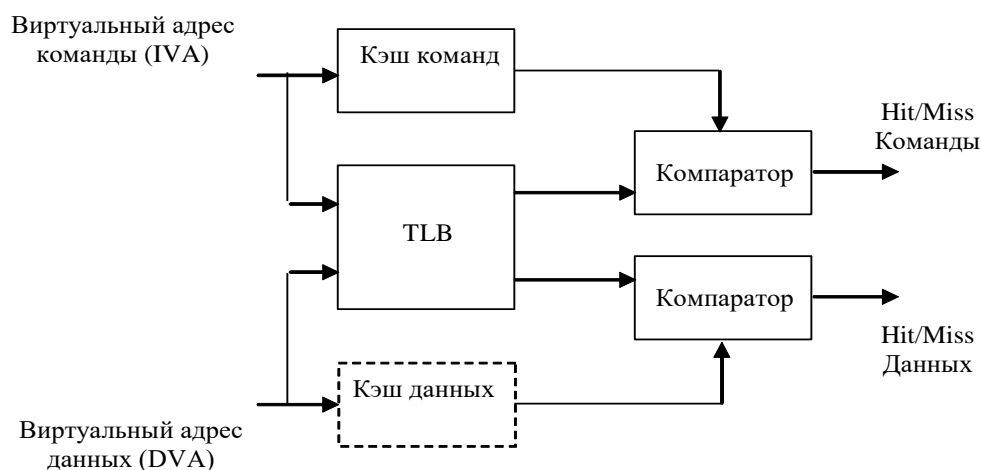 Виртуальный адрес
команды (IVA)
Кэш команд
Hit/Miss
Команды
Компаратор
TLB
Компаратор
Hit/Miss
Данных
Кэш данных
Виртуальный адрес
данных (DVA)